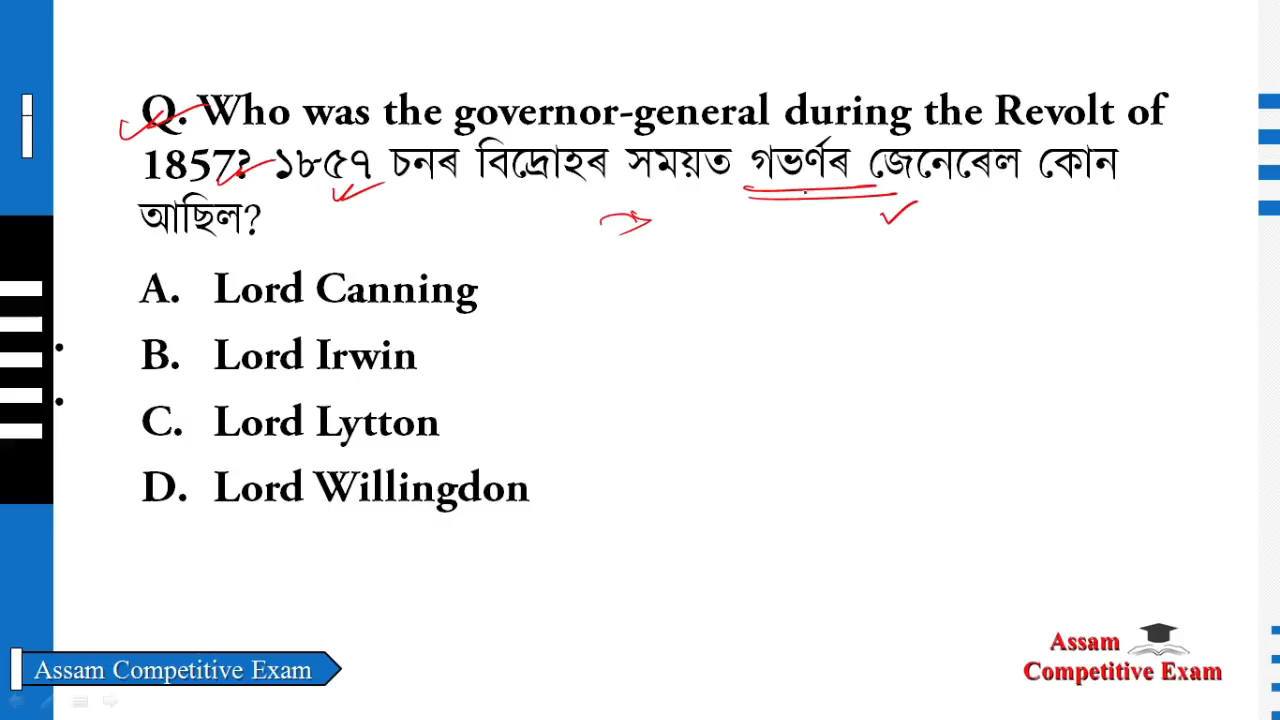 Q. Who was the governor-general during the Revolt of
1857? ১৮৫৭ চনৰ বিদ্ৰোহৰ সময়ত গভৰ্ণৰ জেনেৰেল কোন
আছিল?
A. Lord Canning
B. Lord Irwin
C. Lord Lytton
D. Lord Willingdon
Assam Competitive Exam
Assam
Competitive Exam